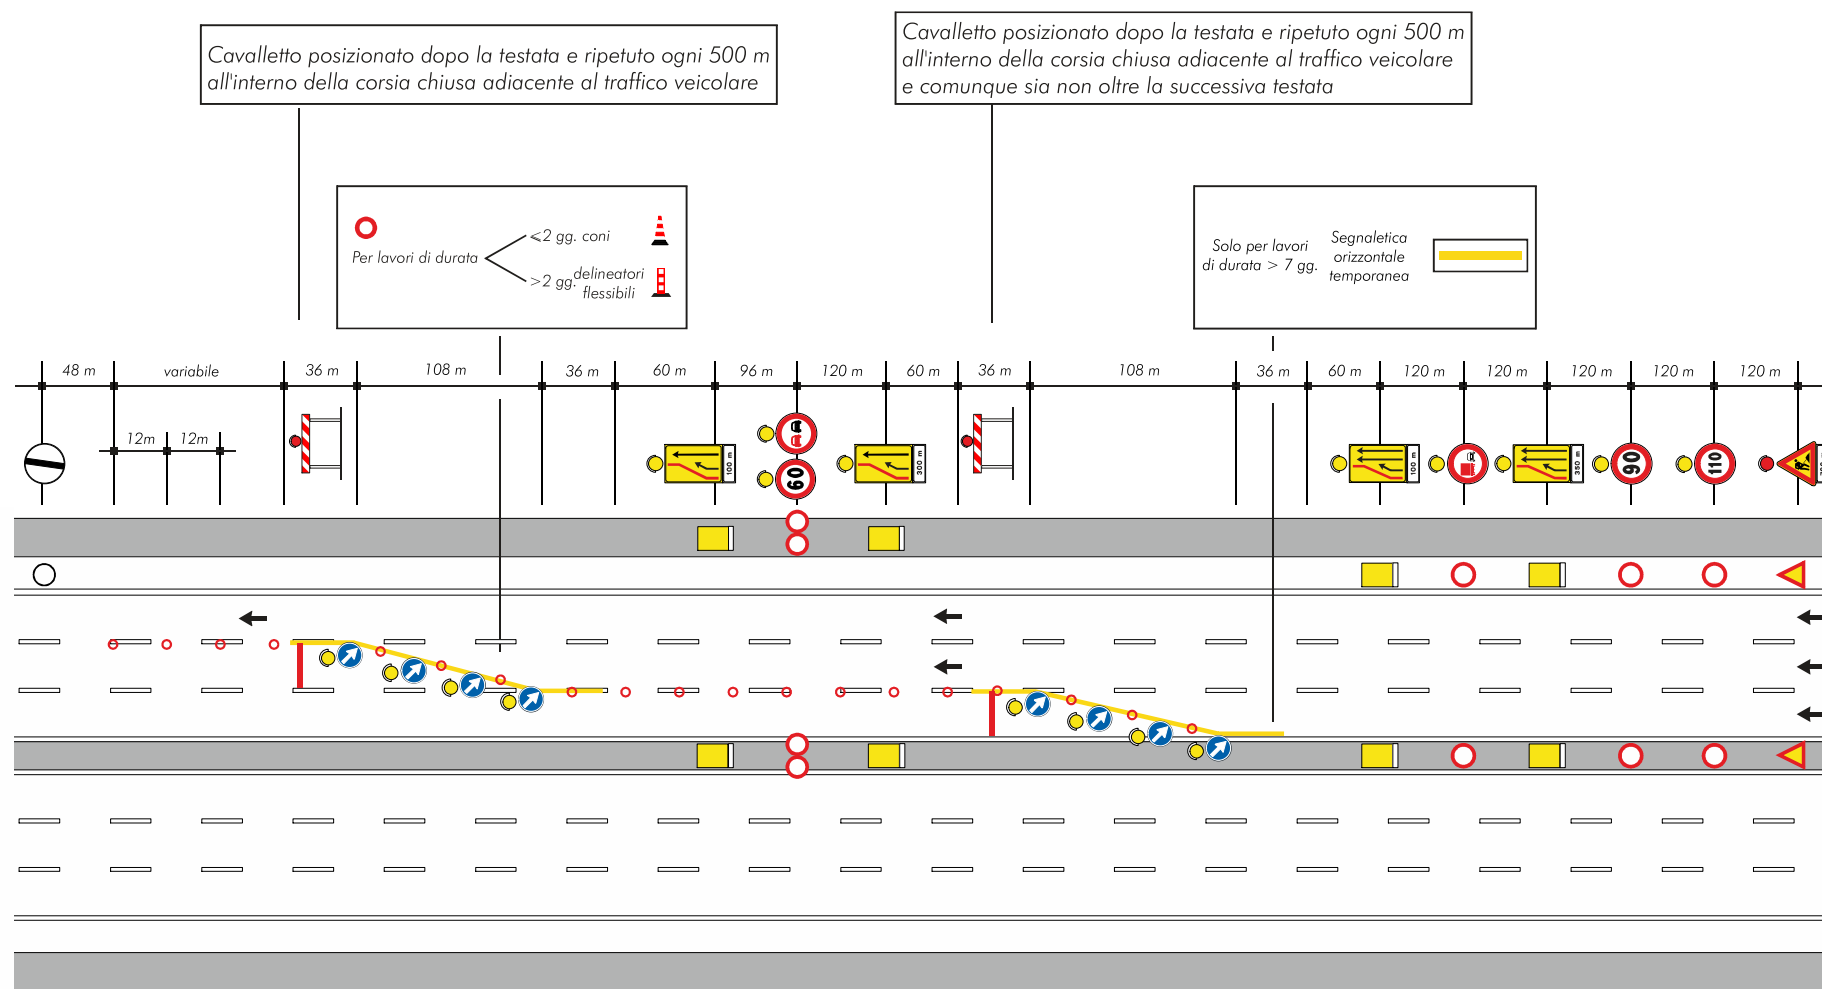 Cavalletto posizionato dopo la testata e ripetuto ogni 500 m
all'interno della corsia chiusa adiacente al traffico veicolare
Cavalletto posizionato dopo la testata e ripetuto ogni 500 m
all'interno della corsia chiusa adiacente al traffico veicolare
e comunque sia non oltre la successiva testata
Per lavori di durata
≤2 gg. coni
>2 gg. delineatori
flessibili
Solo per lavori
di durata > 7 gg.
Segnaletica
orizzontale
temporanea
48 m
variabile
36 m
108 m
36 m
60 m
96 m
120 m
60 m
36 m
108 m
36 m
60 m
120 m
120 m
120 m
120 m
120 m
12m
12m
100 m
60
300 m
100 m
350 m
90
110